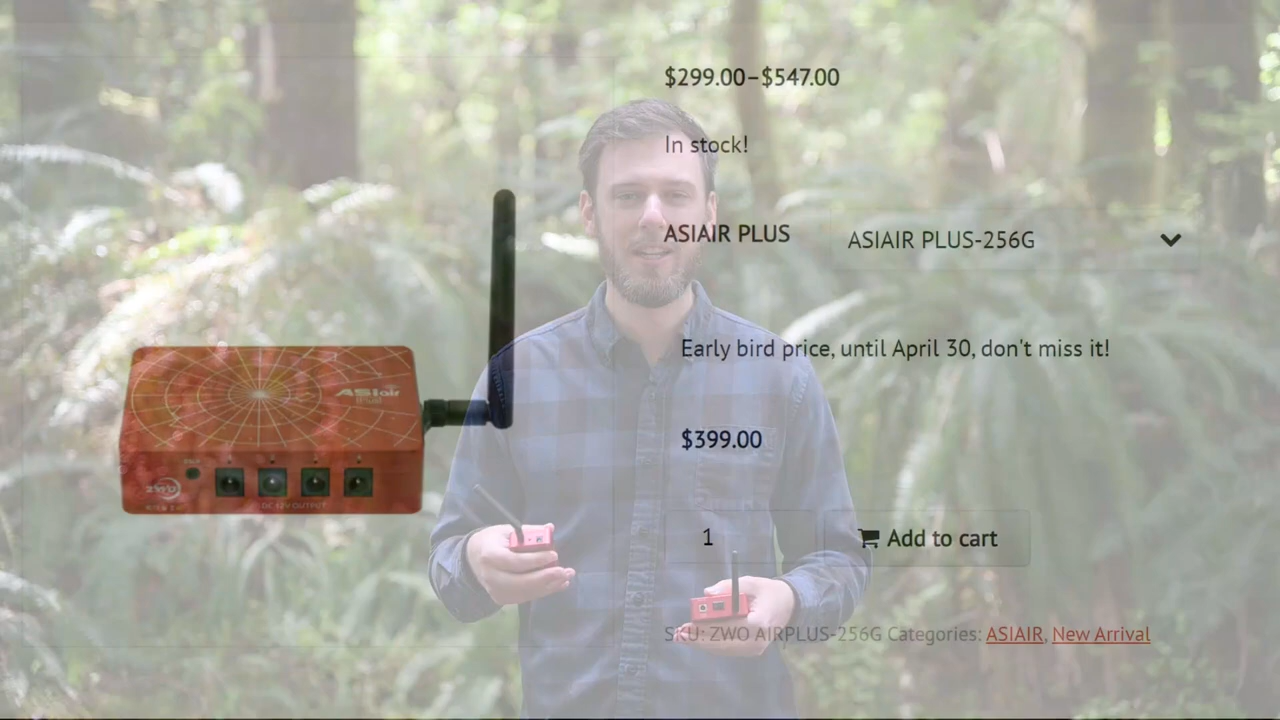 $299.00–$547.00
In stock!
ASIAIR PLUS
ASIAIR PLUS-256G
Early bird price, until April 30, don't miss it!
ASIair
$399.00
ZWO
DC 12V OUTPUT
1
Add to cart
SKU: ZWO AIRPLUS-256G Categories: ASIAIR, New Arrival